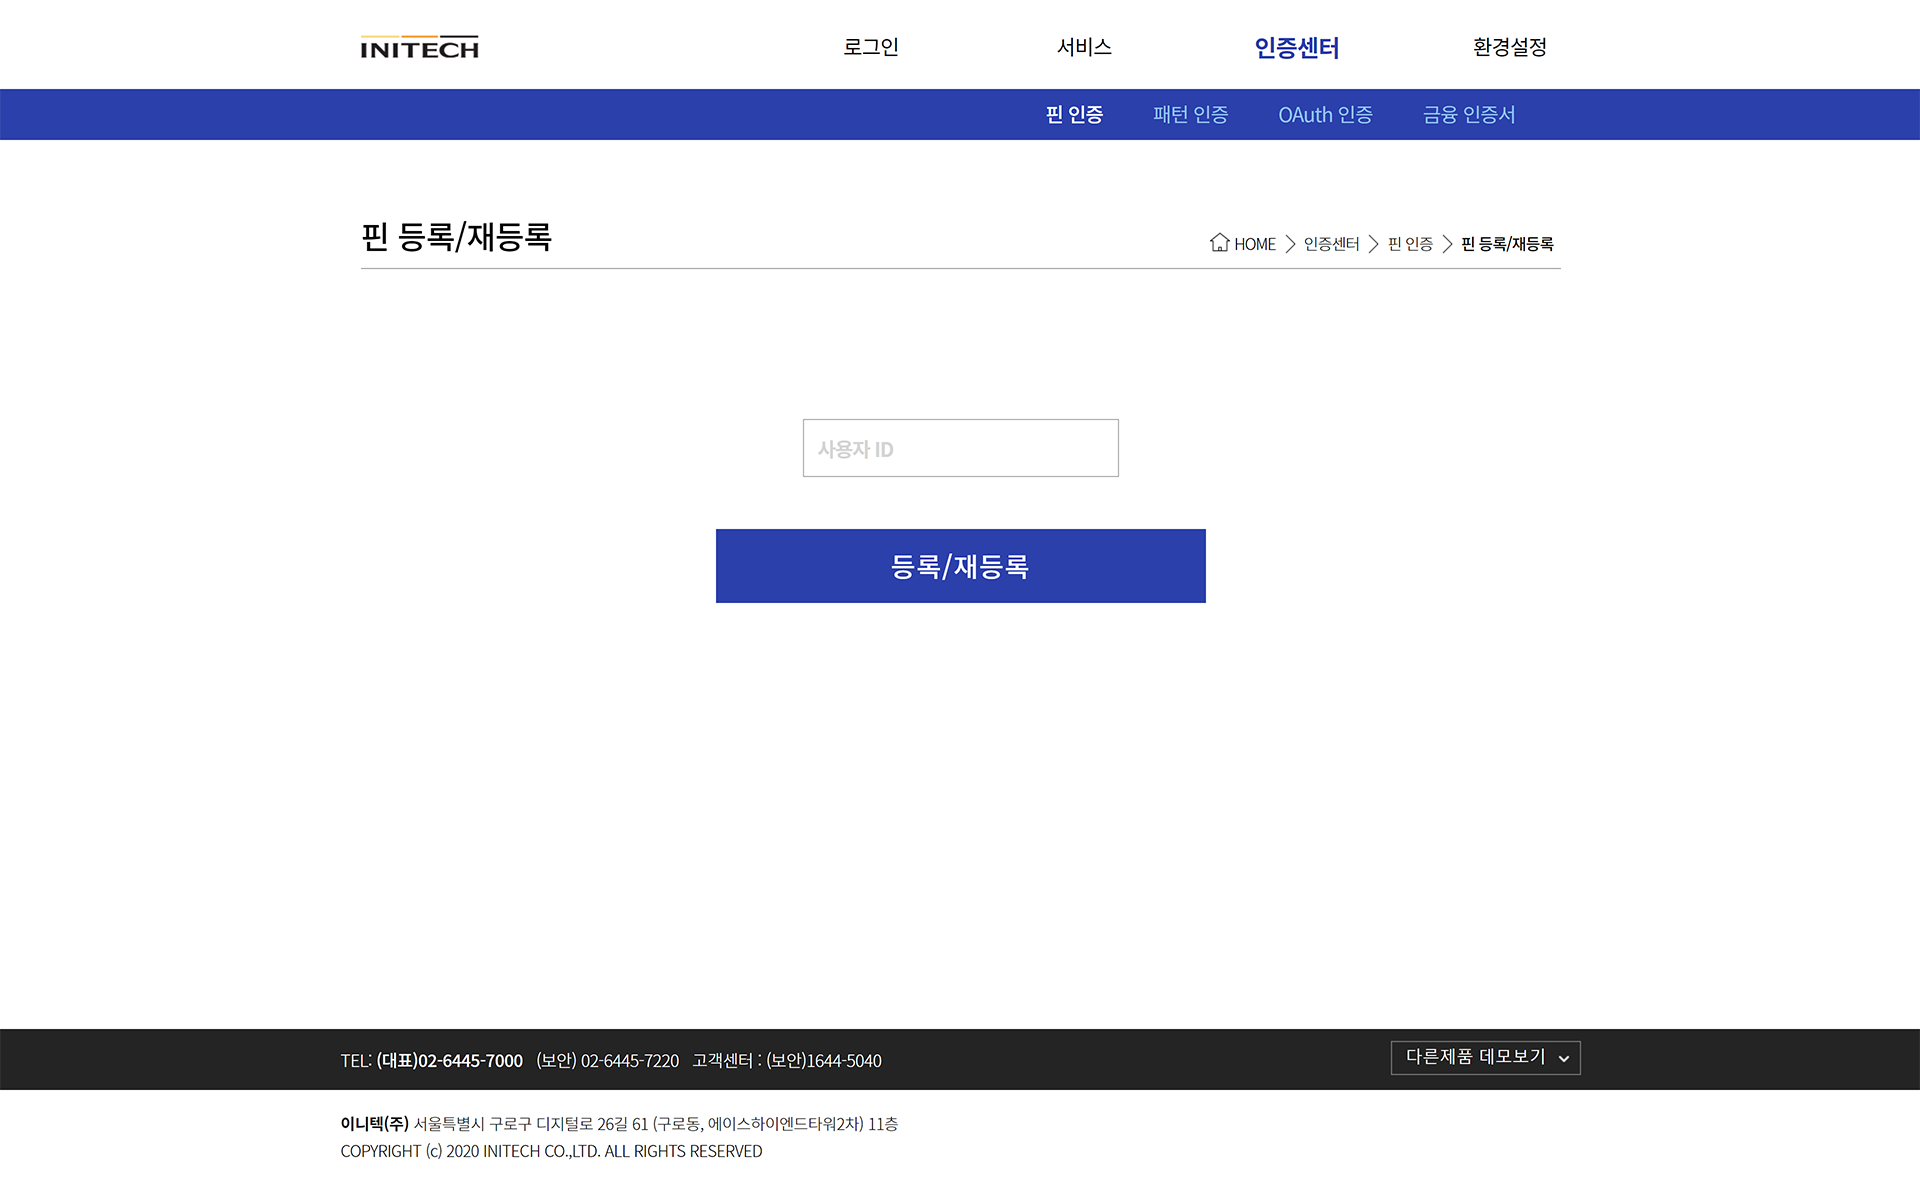 INITECH
로그인 서비스 인증센터 환경설정
핀 인증 패턴 인증 OAuth 인증 금융 인증서
핀 등록/재등록
HOME 인증센터 핀 인증 핀 등록/재등록
사용자 ID
등록/재등록
TEL: (대표)02-6445-7000 (보안) 02-6445-7220 고객센터 : (보안)1644-5040
다른제품 데모보기
이니텍(주) 서울특별시 구로구 디지털로 26길 61 (구로동, 에이스하이엔드타워2차) 11층
COPYRIGHT (c) 2020 INITECH CO.,LTD. ALL RIGHTS RESERVED